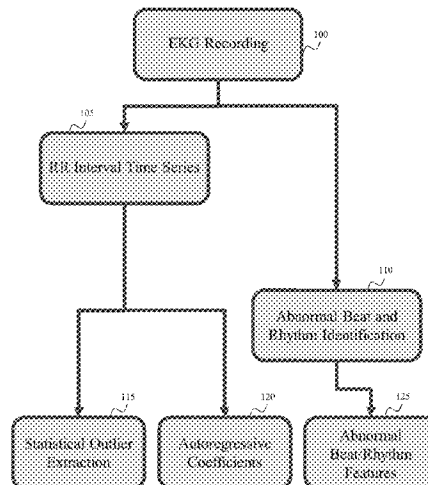 EKG Recording
100
105
RR Interval Time Series
110
Abnormal Beat and
Rhythm Identification
115
Statistical Outlier
Extraction
120
Autoregressive
Coefficients
125
Abnormal
Beat Rhythm
Features